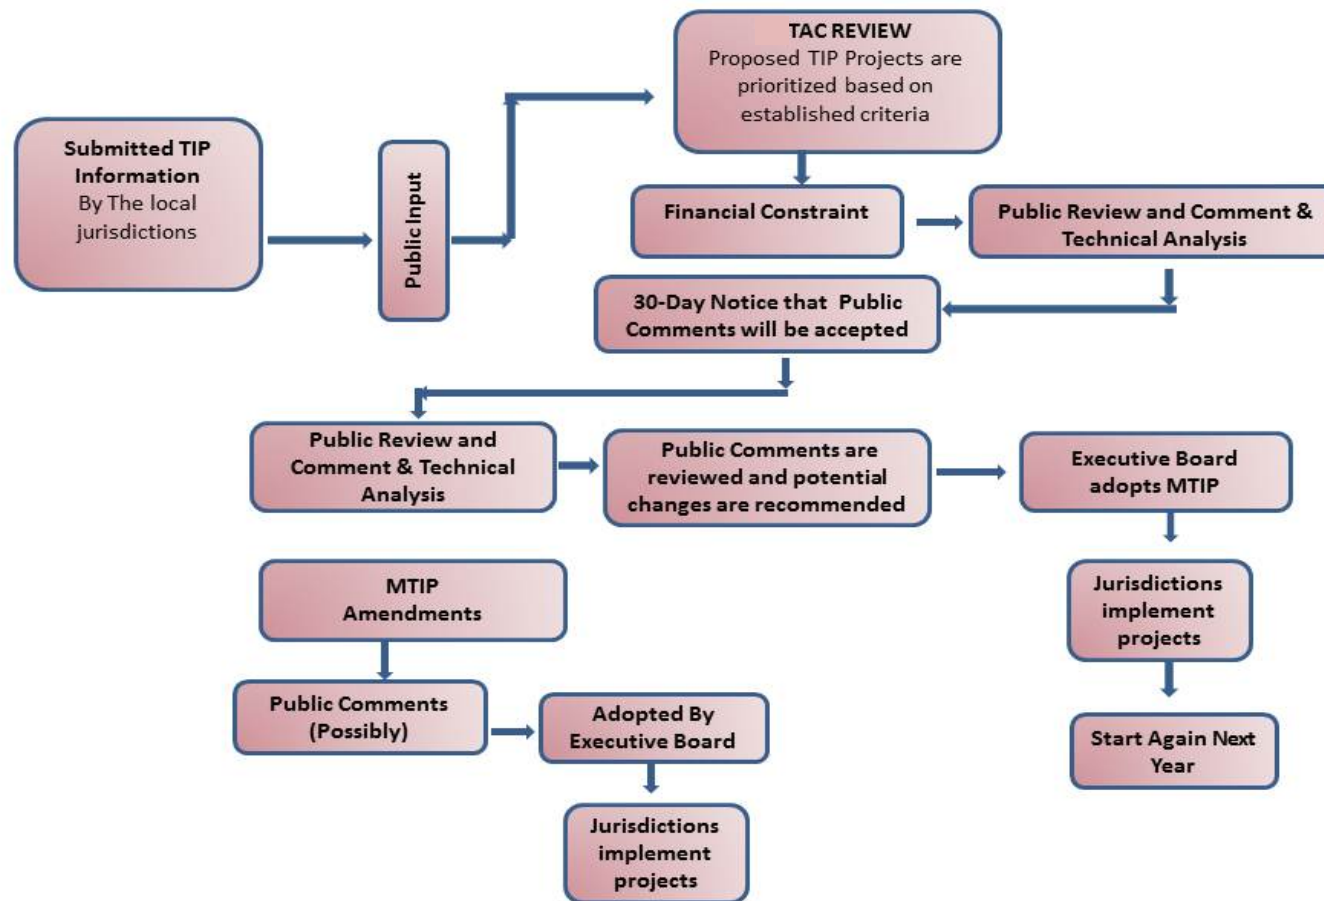 TAC REVIEW
Proposed TIP Projects are
prioritized based on
established criteria
Submitted TIP
Information
By The local
jurisdictions
Public Input
Financial Constraint
Public Review and Comment &
Technical Analysis
30-Day Notice that Public
Comments will be accepted
Public Review and
Comment & Technical
Analysis
Public Comments are
reviewed and potential
changes are recommended
Executive Board
adopts MTIP
Jurisdictions
implement
projects
Start Again Next
Year
MTIP
Amendments
Public Comments
(Possibly)
Adopted By
Executive Board
Jurisdictions
implement
projects